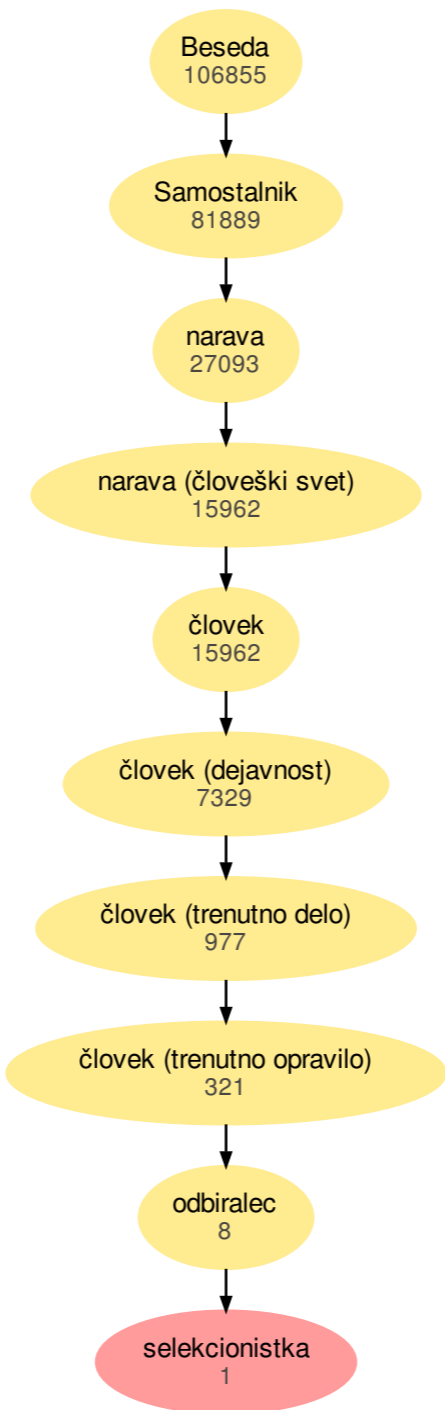 Beseda
106855
Samostalnik
81889
narava
27093
narava (človeški svet)
15962
človek
15962
človek (dejavnost)
7329
človek (trenutno delo)
977
človek (trenutno opravilo)
321
odbiralec
8
selekcionistka
1